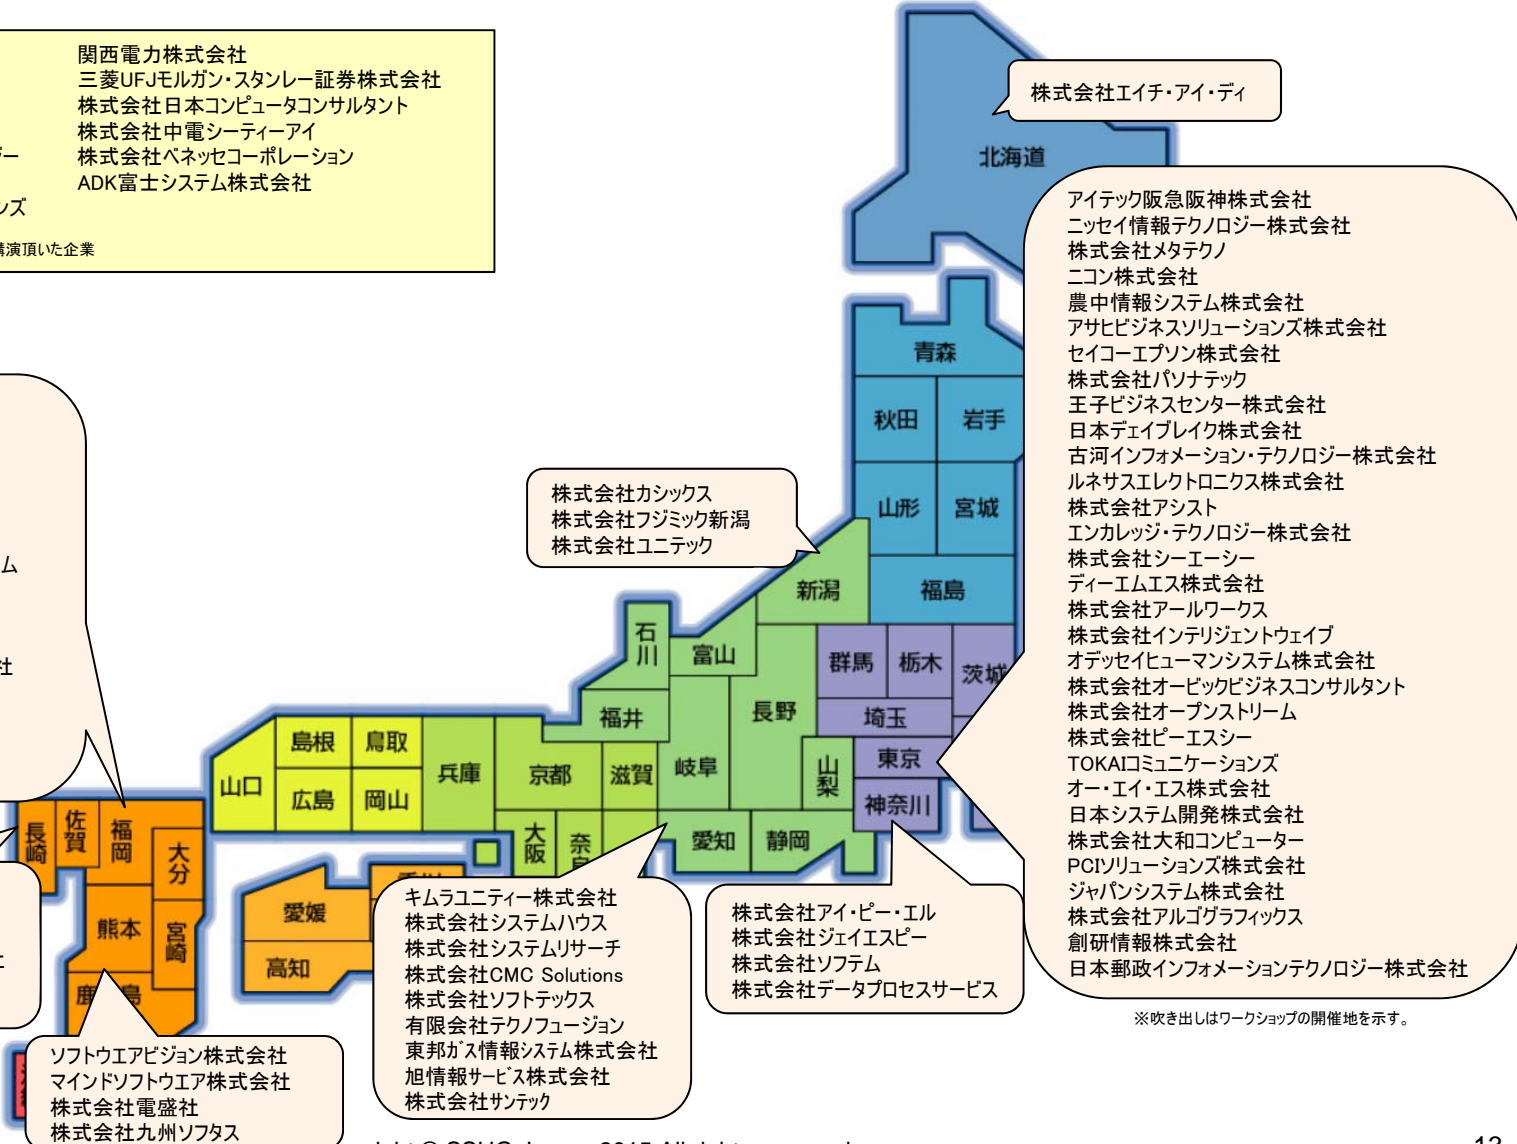 関西電力株式会社
三菱UFJモルガン・スタンレー証券株式会社
株式会社日本コンピュータコンサルタント
株式会社中電シーティーアイ
株式会社ベネッセコーポレーション
ADK富士システム株式会社
ー
ンズ
講演頂いた企業
株式会社エイチ・アイ・ディ
北海道
アイテック阪急阪神株式会社
ニッセイ情報テクノロジー株式会社
株式会社メタテクノ
ニコン株式会社
農中情報システム株式会社
アサヒビジネスソリューションズ株式会社
セイコーエプソン株式会社
株式会社パソナテック
王子ビジネスセンター株式会社
日本デェイブレイク株式会社
古河インフォメーション・テクノロジー株式会社
ルネサスエレクトロニクス株式会社
株式会社アシスト
エンカレッジ・テクノロジー株式会社
株式会社シーエーシー
ディーエムエス株式会社
株式会社アールワークス
株式会社インテリジェントウェイブ
オデッセイヒューマンシステム株式会社
株式会社オービックビジネスコンサルタント
株式会社オープンストリーム
株式会社ピーエスシー
TOKAIコミュニケーションズ
オー・エイ・エス株式会社
日本システム開発株式会社
株式会社大和コンピューター
PCIソリューションズ株式会社
ジャパンシステム株式会社
株式会社アルゴグラフィックス
創研情報株式会社
日本郵政インフォメーションテクノロジー株式会社
※吹き出しはワークショップの開催地を示す。
青森
秋田
岩手
山形
宮城
福島
新潟
株式会社カシックス
株式会社フジミック新潟
株式会社ユニテック
石川
富山
群馬
栃木
茨城
福井
長野
埼玉
東京
神奈川
山梨
岐阜
愛知
静岡
島根
鳥取
広島
岡山
山口
兵庫
京都
滋賀
大阪
奈
愛媛
高知
ム
社
長崎
佐賀
福岡
大分
熊本
宮崎
鹿
島
キムラユニティー株式会社
株式会社システムハウス
株式会社システムリサーチ
株式会社CMC Solutions
株式会社ソフトテックス
有限会社テクノフュージョン
東邦ガス情報システム株式会社
旭情報サービス株式会社
株式会社サンテック
株式会社アイ・ピー・エル
株式会社ジェイエスピー
株式会社ソフテム
株式会社データプロセスサービス
ソフトウエアビジョン株式会社
マインドソフトウエア株式会社
株式会社電盛社
株式会社九州ソフタス